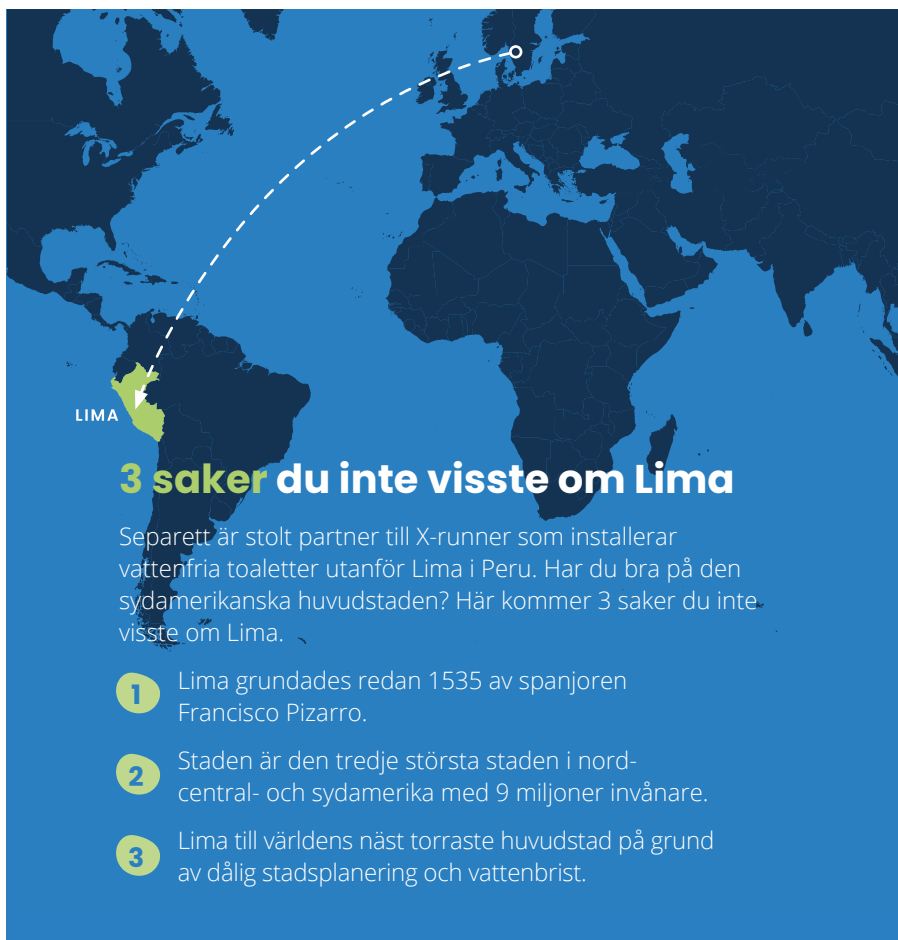 LIMA
3 saker du inte visste om Lima
Separett är stolt partner till X-runner som installerar
vattenfria toaletter utanför Lima i Peru. Har du bra på den
sydamerikanska huvudstaden? Här kommer 3 saker du inte
visste om Lima.
1 Lima grundades redan 1535 av spanjoren
Francisco Pizarro.
2 Staden är den tredje största staden i nord-
central- och sydamerika med 9 miljoner invånare.
3 Lima till världens näst torraste huvudstad på grund
av dålig stadsplanering och vattenbrist.